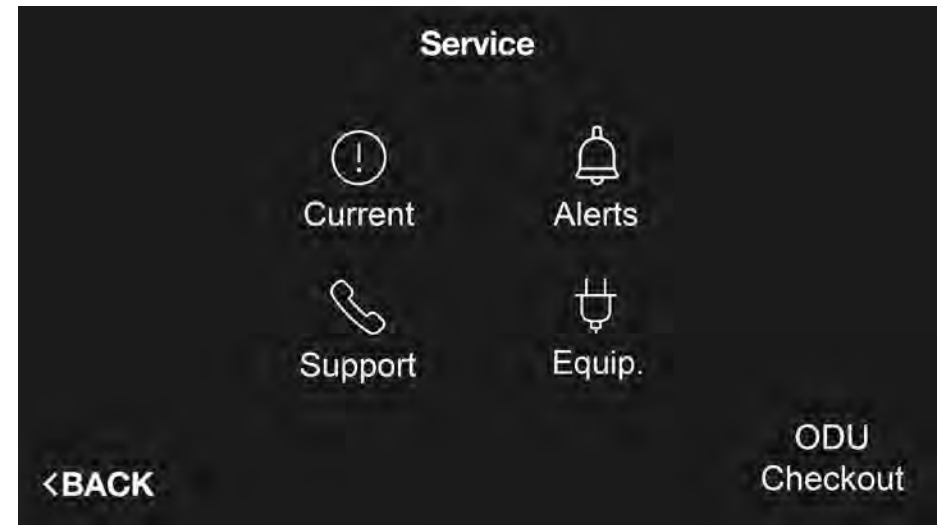 Service
Current
Alerts
Support
Equip.
ODU
Checkout
<BACK